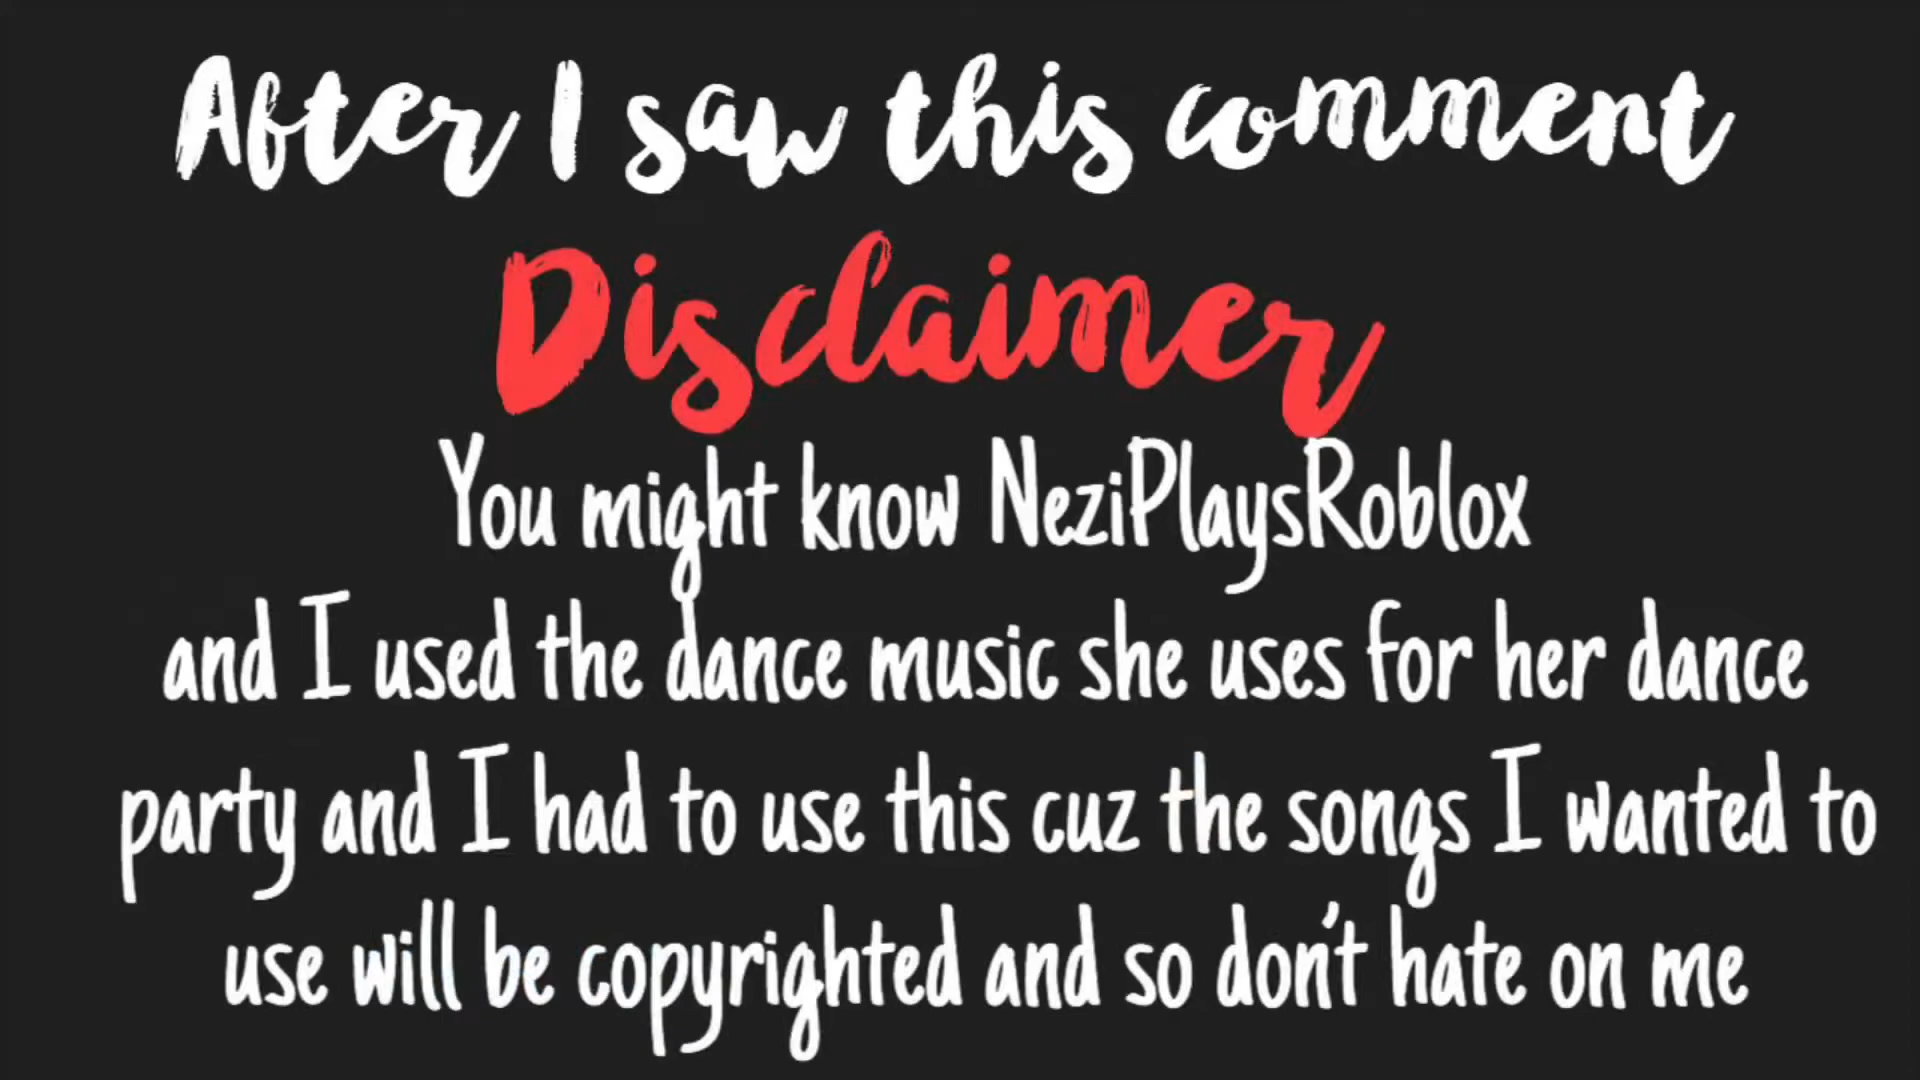 After I saw this comment
Disclaimer
You might know NeziPlaysRoblox
and I used the dance music she uses for her dance
party and I had to use this cuz the songs I wanted to
use will be copyrighted and so don't hate on me